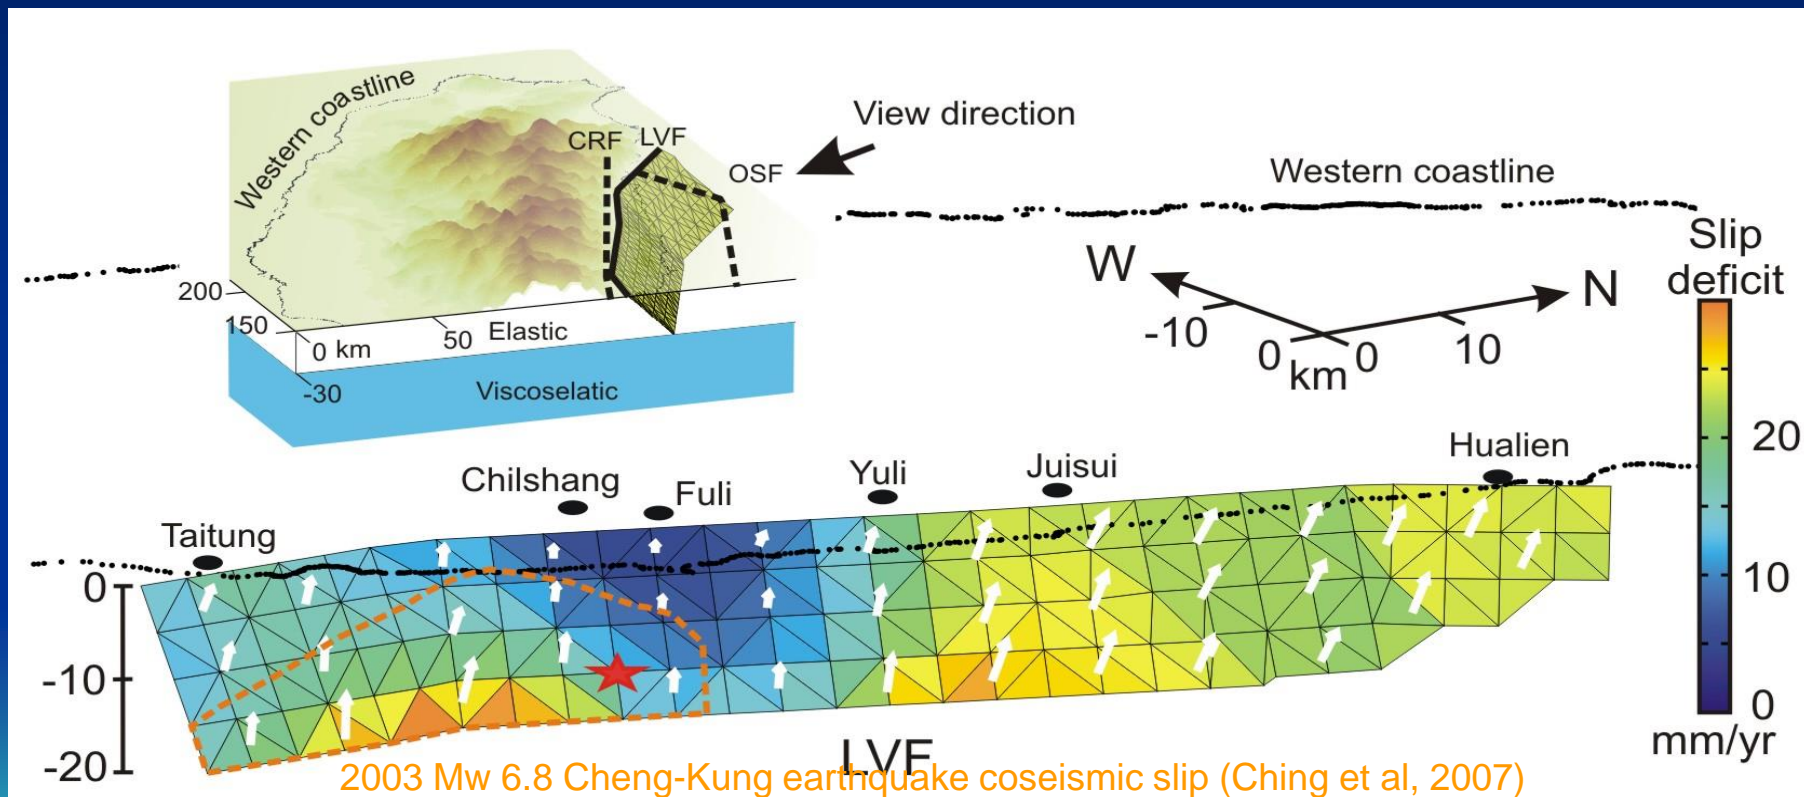 Western coastline
CRF
LVF
OSF
View direction
200
150
0 km
50
Elastic
-30
Viscoselatic
Western coastline
W
N
-10
0
km
0
10
Slip
deficit
20
10
0
mm/yr
Taitung
Chilshang
Fuli
Yuli
Juisui
Hualien
0
-10
-20
LVF
2003 Mw 6.8 Cheng-Kung earthquake coseismic slip (Ching et al, 2007)